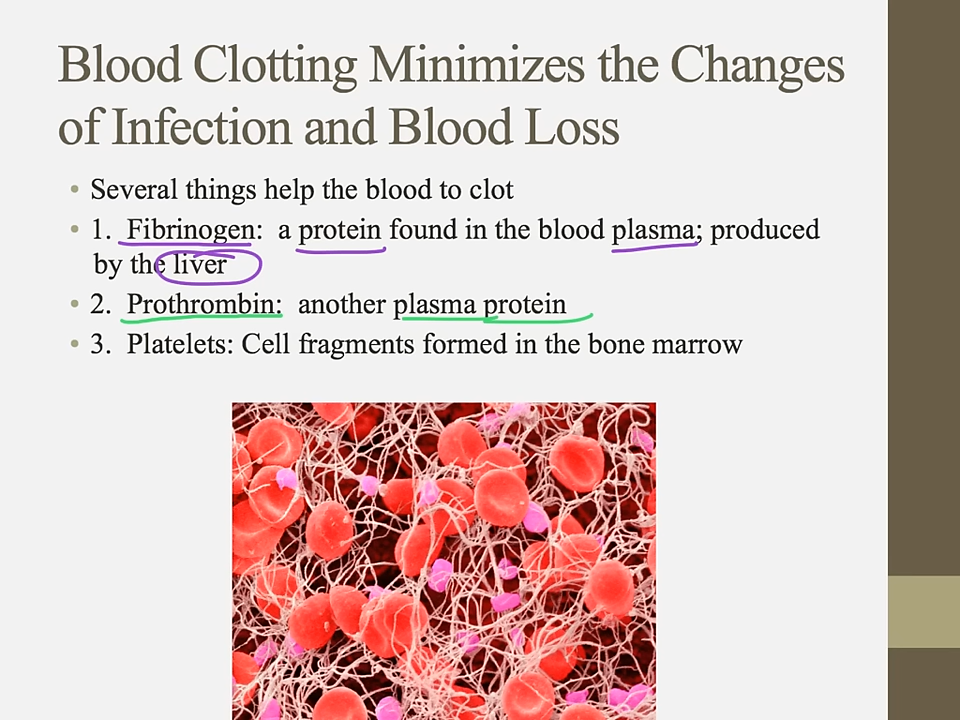 Blood Clotting Minimizes the Changes
of Infection and Blood Loss
• Several things help the blood to clot
• 1. Fibrinogen: a protein found in the blood plasma; produced
by the liver
• 2. Prothrombin: another plasma protein
• 3. Platelets: Cell fragments formed in the bone marrow